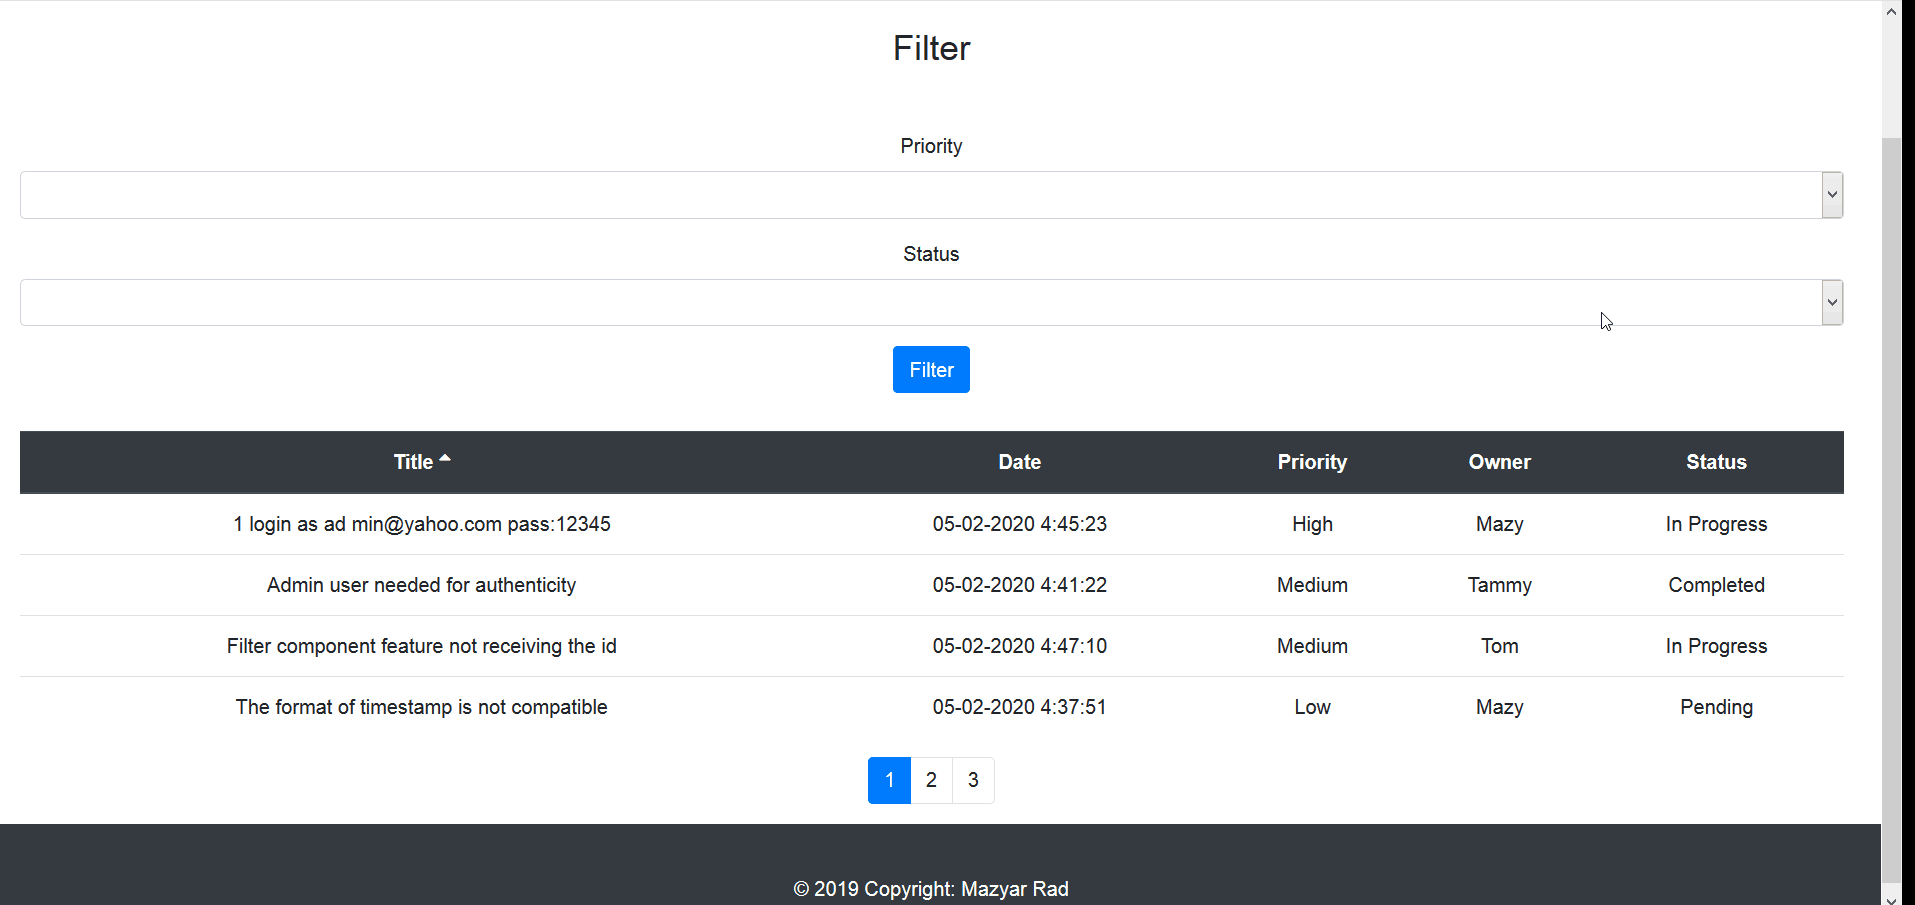 Filter
Priority
Status
Filter
Title Date Priority Owner Status
1 login as ad min@yahoo.com pass:12345 05-02-2020 4:45:23 High Mazy In Progress
Admin user needed for authenticity 05-02-2020 4:41:22 Medium Tammy Completed
Filter component feature not receiving the id 05-02-2020 4:47:10 Medium Tom In Progress
The format of timestamp is not compatible 05-02-2020 4:37:51 Low Mazy Pending
1 2 3
© 2019 Copyright: Mazyar Rad